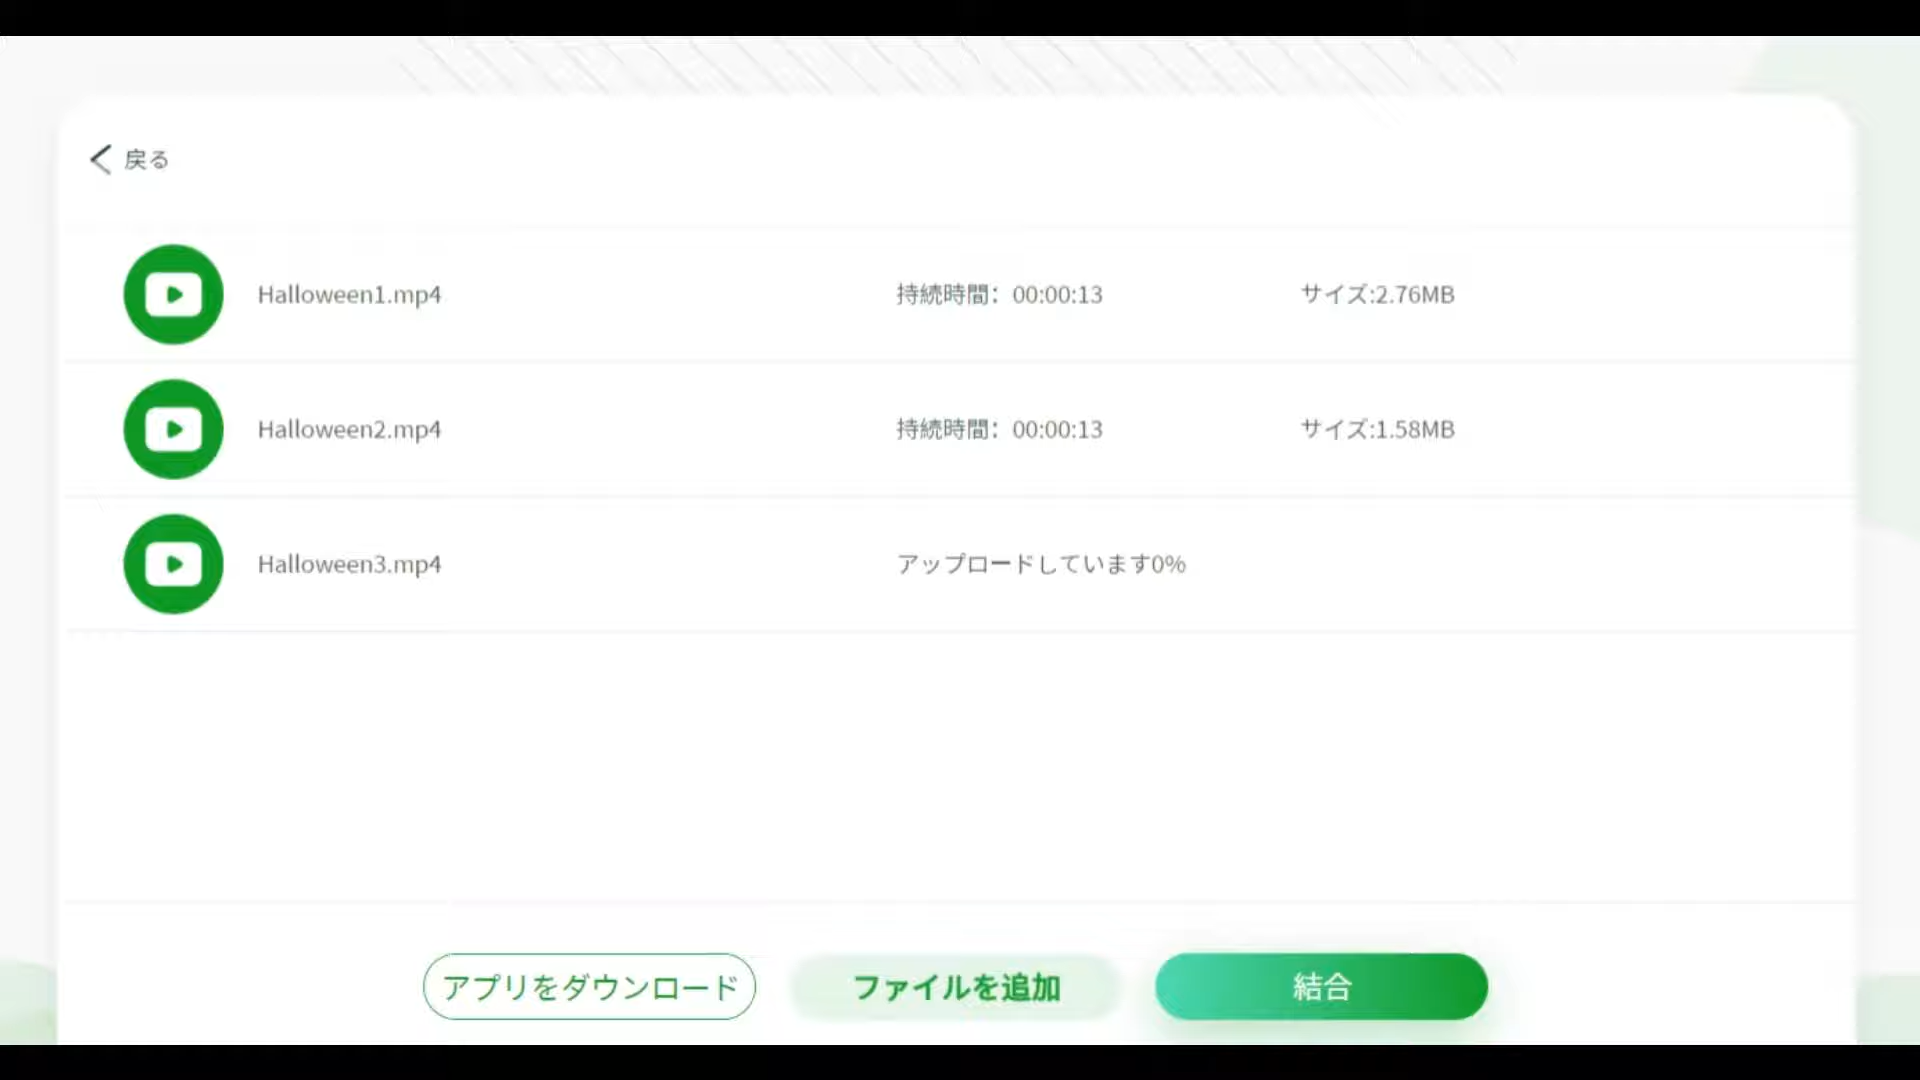 戻る
Halloween1.mp4 持続時間：00:00:13 サイズ:2.76MB
Halloween2.mp4 持続時間：00:00:13 サイズ:1.58MB
Halloween3.mp4 アップロードしています0%
アプリをダウンロード ファイルを追加 結合